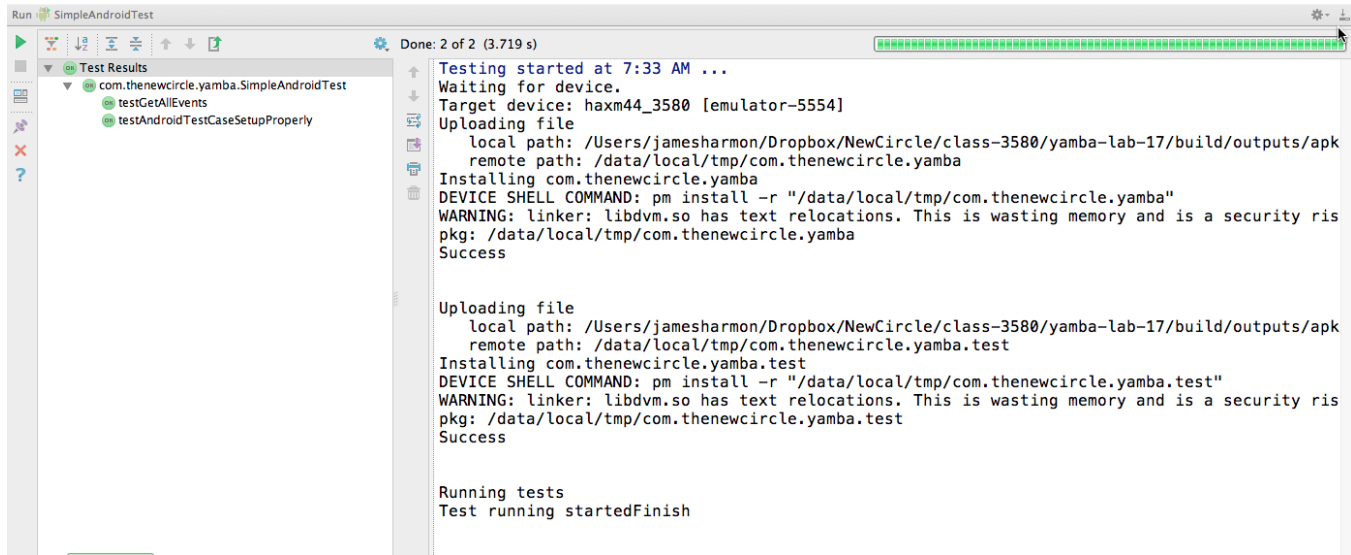 Run SimpleAndroidTest
Done: 2 of 2 (3.719 s)
OK Test Results
OK com.thenewcircle.yamba.SimpleAndroidTest
OK testGetAllEvents
OK testAndroidTestCaseSetupProperly
Testing started at 7:33 AM ...
Waiting for device.
Target device: haxm44_3580 [emulator-5554]
Uploading file
local path: /Users/jamesharmon/Dropbox/NewCircle/class-3580/yamba-lab-17/build/outputs/apk
remote path: /data/local/tmp/com.thenewcircle.yamba
Installing com.thenewcircle.yamba
DEVICE SHELL COMMAND: pm install -r "/data/local/tmp/com.thenewcircle.yamba"
WARNING: linker: libdvm.so has text relocations. This is wasting memory and is a security ris
pkg: /data/local/tmp/com.thenewcircle.yamba
Success
Uploading file
local path: /Users/jamesharmon/Dropbox/NewCircle/class-3580/yamba-lab-17/build/outputs/apk
remote path: /data/local/tmp/com.thenewcircle.yamba.test
Installing com.thenewcircle.yamba.test
DEVICE SHELL COMMAND: pm install -r "/data/local/tmp/com.thenewcircle.yamba.test"
WARNING: linker: libdvm.so has text relocations. This is wasting memory and is a security ris
pkg: /data/local/tmp/com.thenewcircle.yamba.test
Success
Running tests
Test running startedFinish